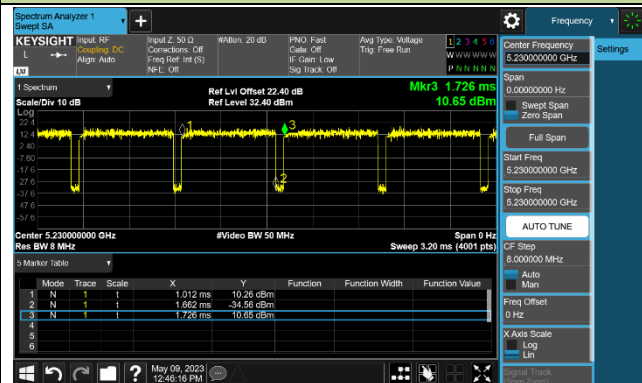 Spectrum Analyzer 1
Swept SA
+
Frequency
KEYSIGHT
Input: RF
Input Z: 50 Ω
#Atten: 20 dB
PNO: Fast
Avg Type: Voltage
1 2 3 4 5 6
L
Coupling: DC
Corrections: Off
Gate: Off
Trig: Free Run
Align: Auto
Freq Ref: Int (S)
IF Gain: Low
W W W W W W
LXI
NFE: Off
Sig Track: Off
P N N N N N
1 Spectrum
Ref Lvl Offset 22.40 dB
Mkr3 1.726 ms
Scale/Div 10 dB
Ref Level 32.40 dBm
10.65 dBm
Log
22.4
12.4
2.40
-7.60
-17.6
-27.6
-37.6
-47.6
-57.6
1
3
2
Center 5.230000000 GHz
#Video BW 50 MHz
Span 0 Hz
Res BW 8 MHz
Sweep 3.20 ms (4001 pts)
5 Marker Table
Mode Trace Scale X Y Function Function Width Function Value
1 N 1 t 1.012 ms 10.26 dBm
2 N 1 t 1.662 ms -34.56 dBm
3 N 1 t 1.726 ms 10.65 dBm
4
5
6
?
May 09, 2023
12:46:16 PM
Center Frequency
5.230000000 GHz
Settings
Span
0.00000000 Hz
Swept Span
Zero Span
Full Span
Start Freq
5.230000000 GHz
Stop Freq
5.230000000 GHz
AUTO TUNE
CF Step
8.000000 MHz
Auto
Man
Freq Offset
0 Hz
X Axis Scale
Log
Lin
Signal Track
(Span Zoom)